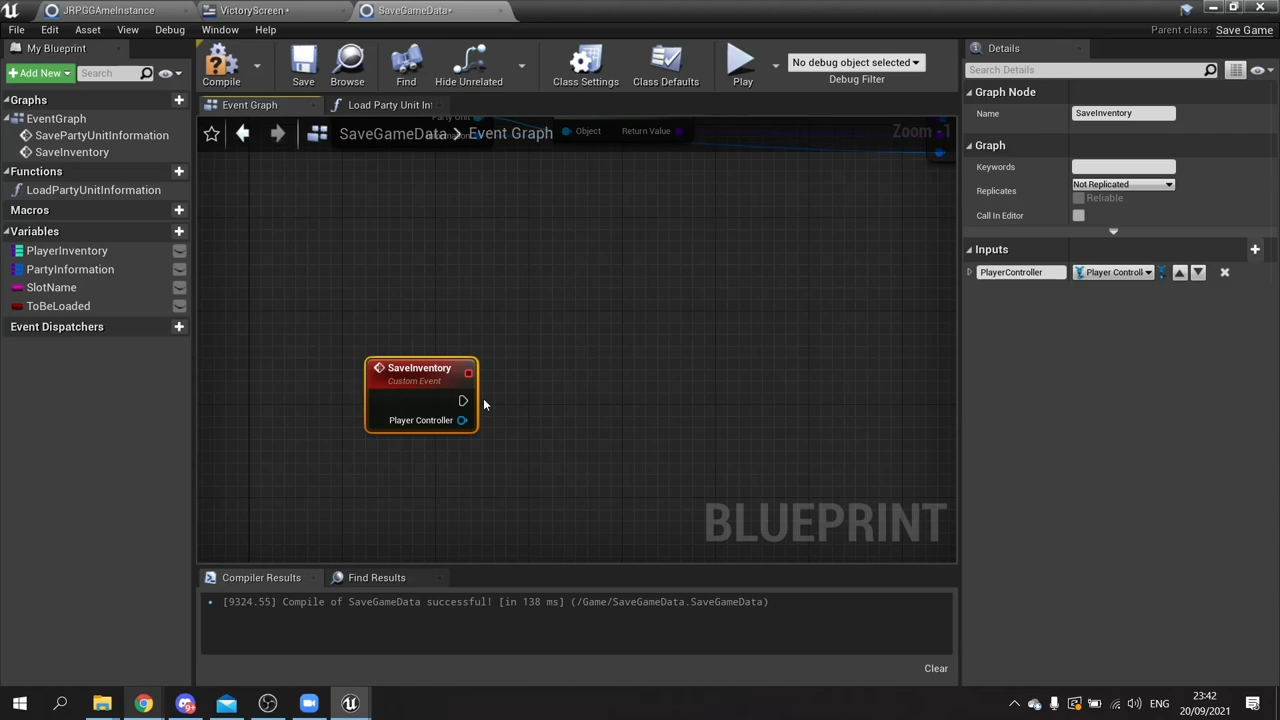 JRPGGAmeInstance
VictoryScreen*
SaveGameData*
File Edit Asset View Debug Window Help
Parent class: Save Game
My Blueprint
Add New
Search
Compile
Save
Browse
Find
Hide Unrelated
Class Settings
Class Defaults
Play
No debug object selected
Debug Filter
Details
Search Details
Graphs
EventGraph
SavePartyUnitInformation
SaveInventory
Functions
LoadPartyUnitInformation
Macros
Variables
PlayerInventory
PartyInformation
SlotName
ToBeLoaded
Event Dispatchers
Event Graph
Load Party Unit Inf
SaveGameData > Event Graph
Zoom -1
Party Unit
Object Return Value
SaveInventory
Custom Event
Player Controller
BLUEPRINT
Graph Node
Name SaveInventory
Graph
Keywords
Replicates Not Replicated
Reliable
Call In Editor
Inputs
PlayerController Player Controll
Compiler Results
Find Results
[9324.55] Compile of SaveGameData successful! [in 138 ms] (/Game/SaveGameData.SaveGameData)
Clear
ENG
23:42
20/09/2021